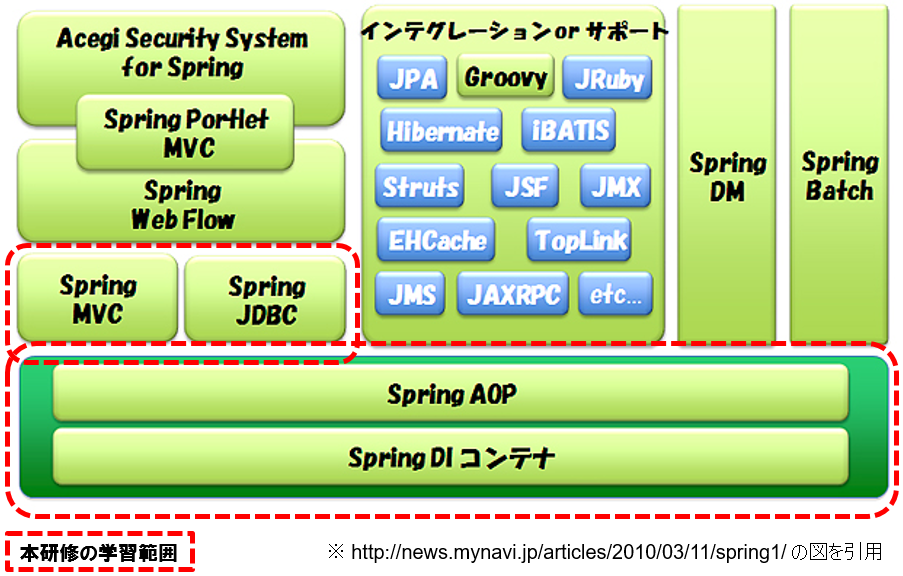 Acegi Security System
for Spring
Spring Portlet
MVC
Spring
Web Flow
Spring
MVC
Spring
JDBC
インテグレーション or サポート
JPA
Groovy
JRuby
Hibernate
iBATIS
Struts
JSF
JMX
EHCache
TopLink
JMS
JAXRPC
etc...
Spring
DM
Spring
Batch
Spring AOP
Spring DI コンテナ
本研修の学習範囲
※ http://news.mynavi.jp/articles/2010/03/11/spring1/ の図を引用